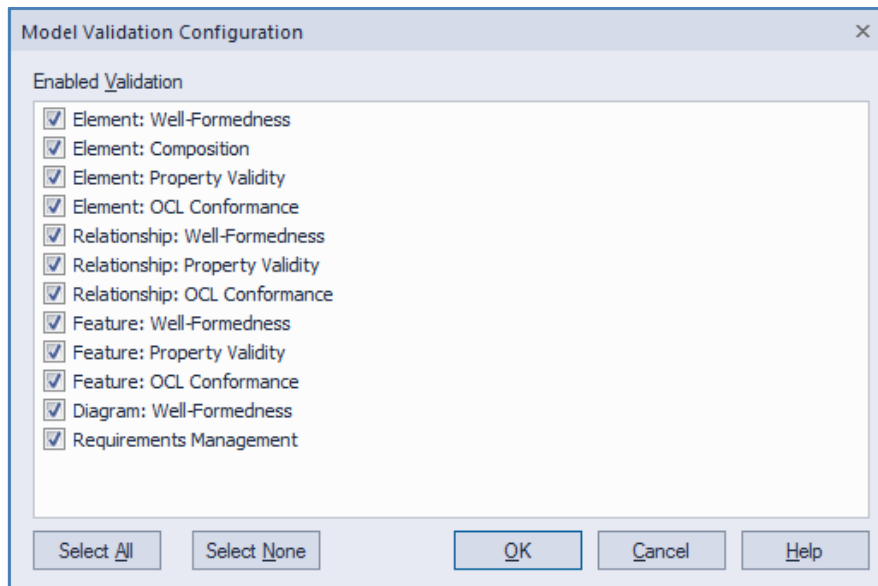 Model Validation Configuration
Enabled Validation
Element: Well-Formedness
Element: Composition
Element: Property Validity
Element: OCL Conformance
Relationship: Well-Formedness
Relationship: Property Validity
Relationship: OCL Conformance
Feature: Well-Formedness
Feature: Property Validity
Feature: OCL Conformance
Diagram: Well-Formedness
Requirements Management
Select All Select None OK Cancel Help